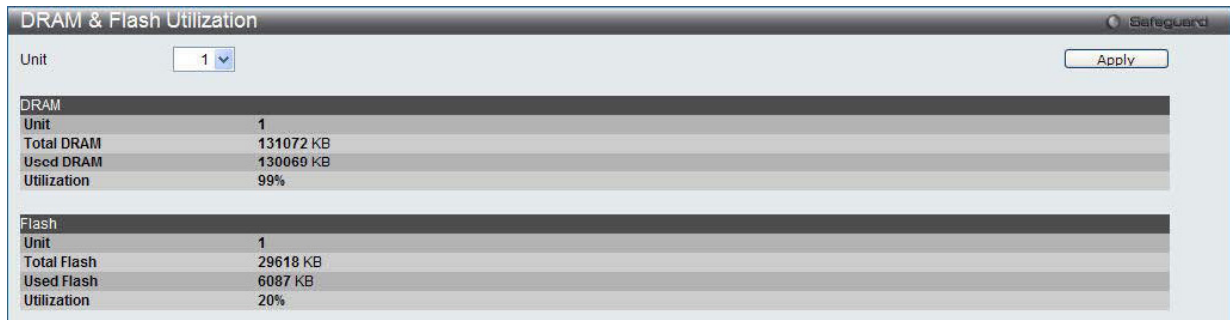 DRAM & Flash Utilization
Safeguard
Unit 1 Apply
DRAM
Unit 1
Total DRAM 131072 KB
Used DRAM 130069 KB
Utilization 99%
Flash
Unit 1
Total Flash 29618 KB
Used Flash 6087 KB
Utilization 20%